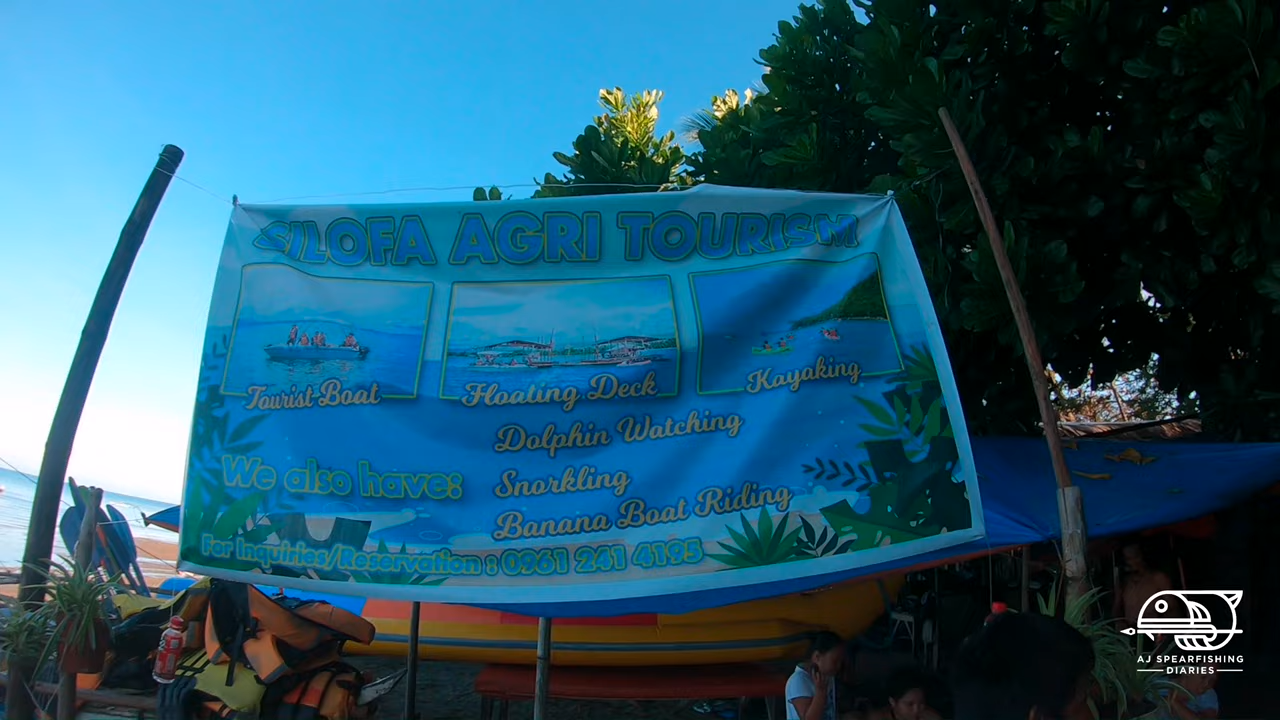 SILOFA AGRI TOURISM
Tourist Boat
Floating Deck
Kayaking
We also have:
Dolphin Watching
Snorkling
Banana Boat Riding
For Inquiries/Reservation : 0961 241 4195
AJ SPEARFISHING
DIARIES